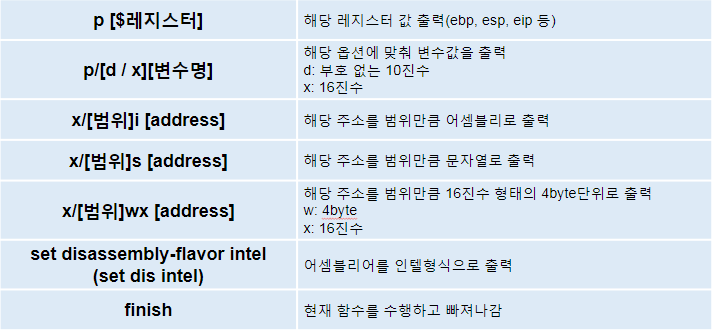 p [$레지스터]
해당 레지스터 값 출력(ebp, esp, eip 등)
p/[d / x][변수명]
해당 옵션에 맞춰 변수값을 출력
d: 부호 없는 10진수
x: 16진수
x/[범위]i [address]
해당 주소를 범위만큼 어셈블리로 출력
x/[범위]s [address]
해당 주소를 범위만큼 문자열로 출력
x/[범위]wx [address]
해당 주소를 범위만큼 16진수 형태의 4byte단위로 출력
w: 4byte
x: 16진수
set disassembly-flavor intel
(set dis intel)
어셈블리어를 인텔형식으로 출력
finish
현재 함수를 수행하고 빠져나감